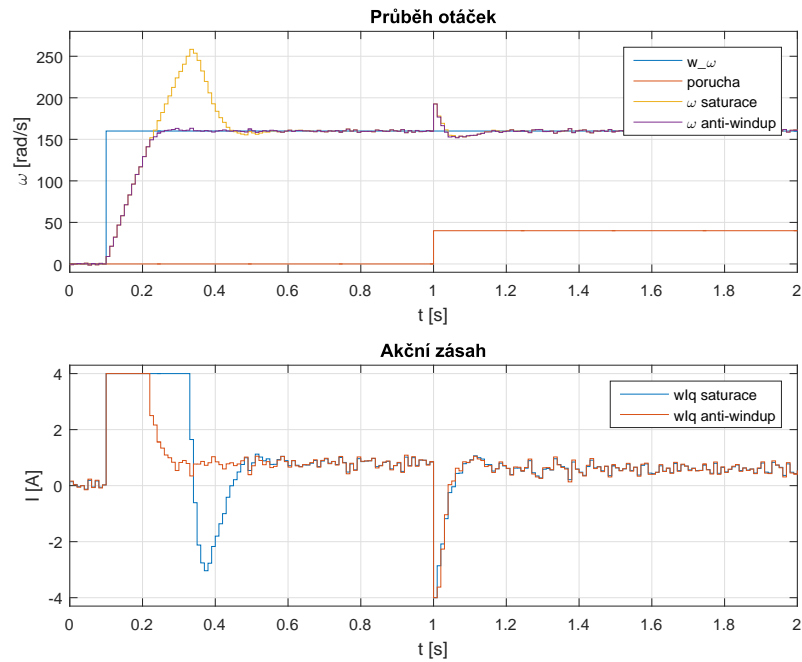 Průběh otáček
ω [rad/s]
250
200
150
100
50
0
w_ω
porucha
ω saturace
ω anti-windup
0 0.2 0.4 0.6 0.8 1 1.2 1.4 1.6 1.8 2
t [s]
Akční zásah
I [A]
4
2
0
-2
-4
wIq saturace
wIq anti-windup
0 0.2 0.4 0.6 0.8 1 1.2 1.4 1.6 1.8 2
t [s]